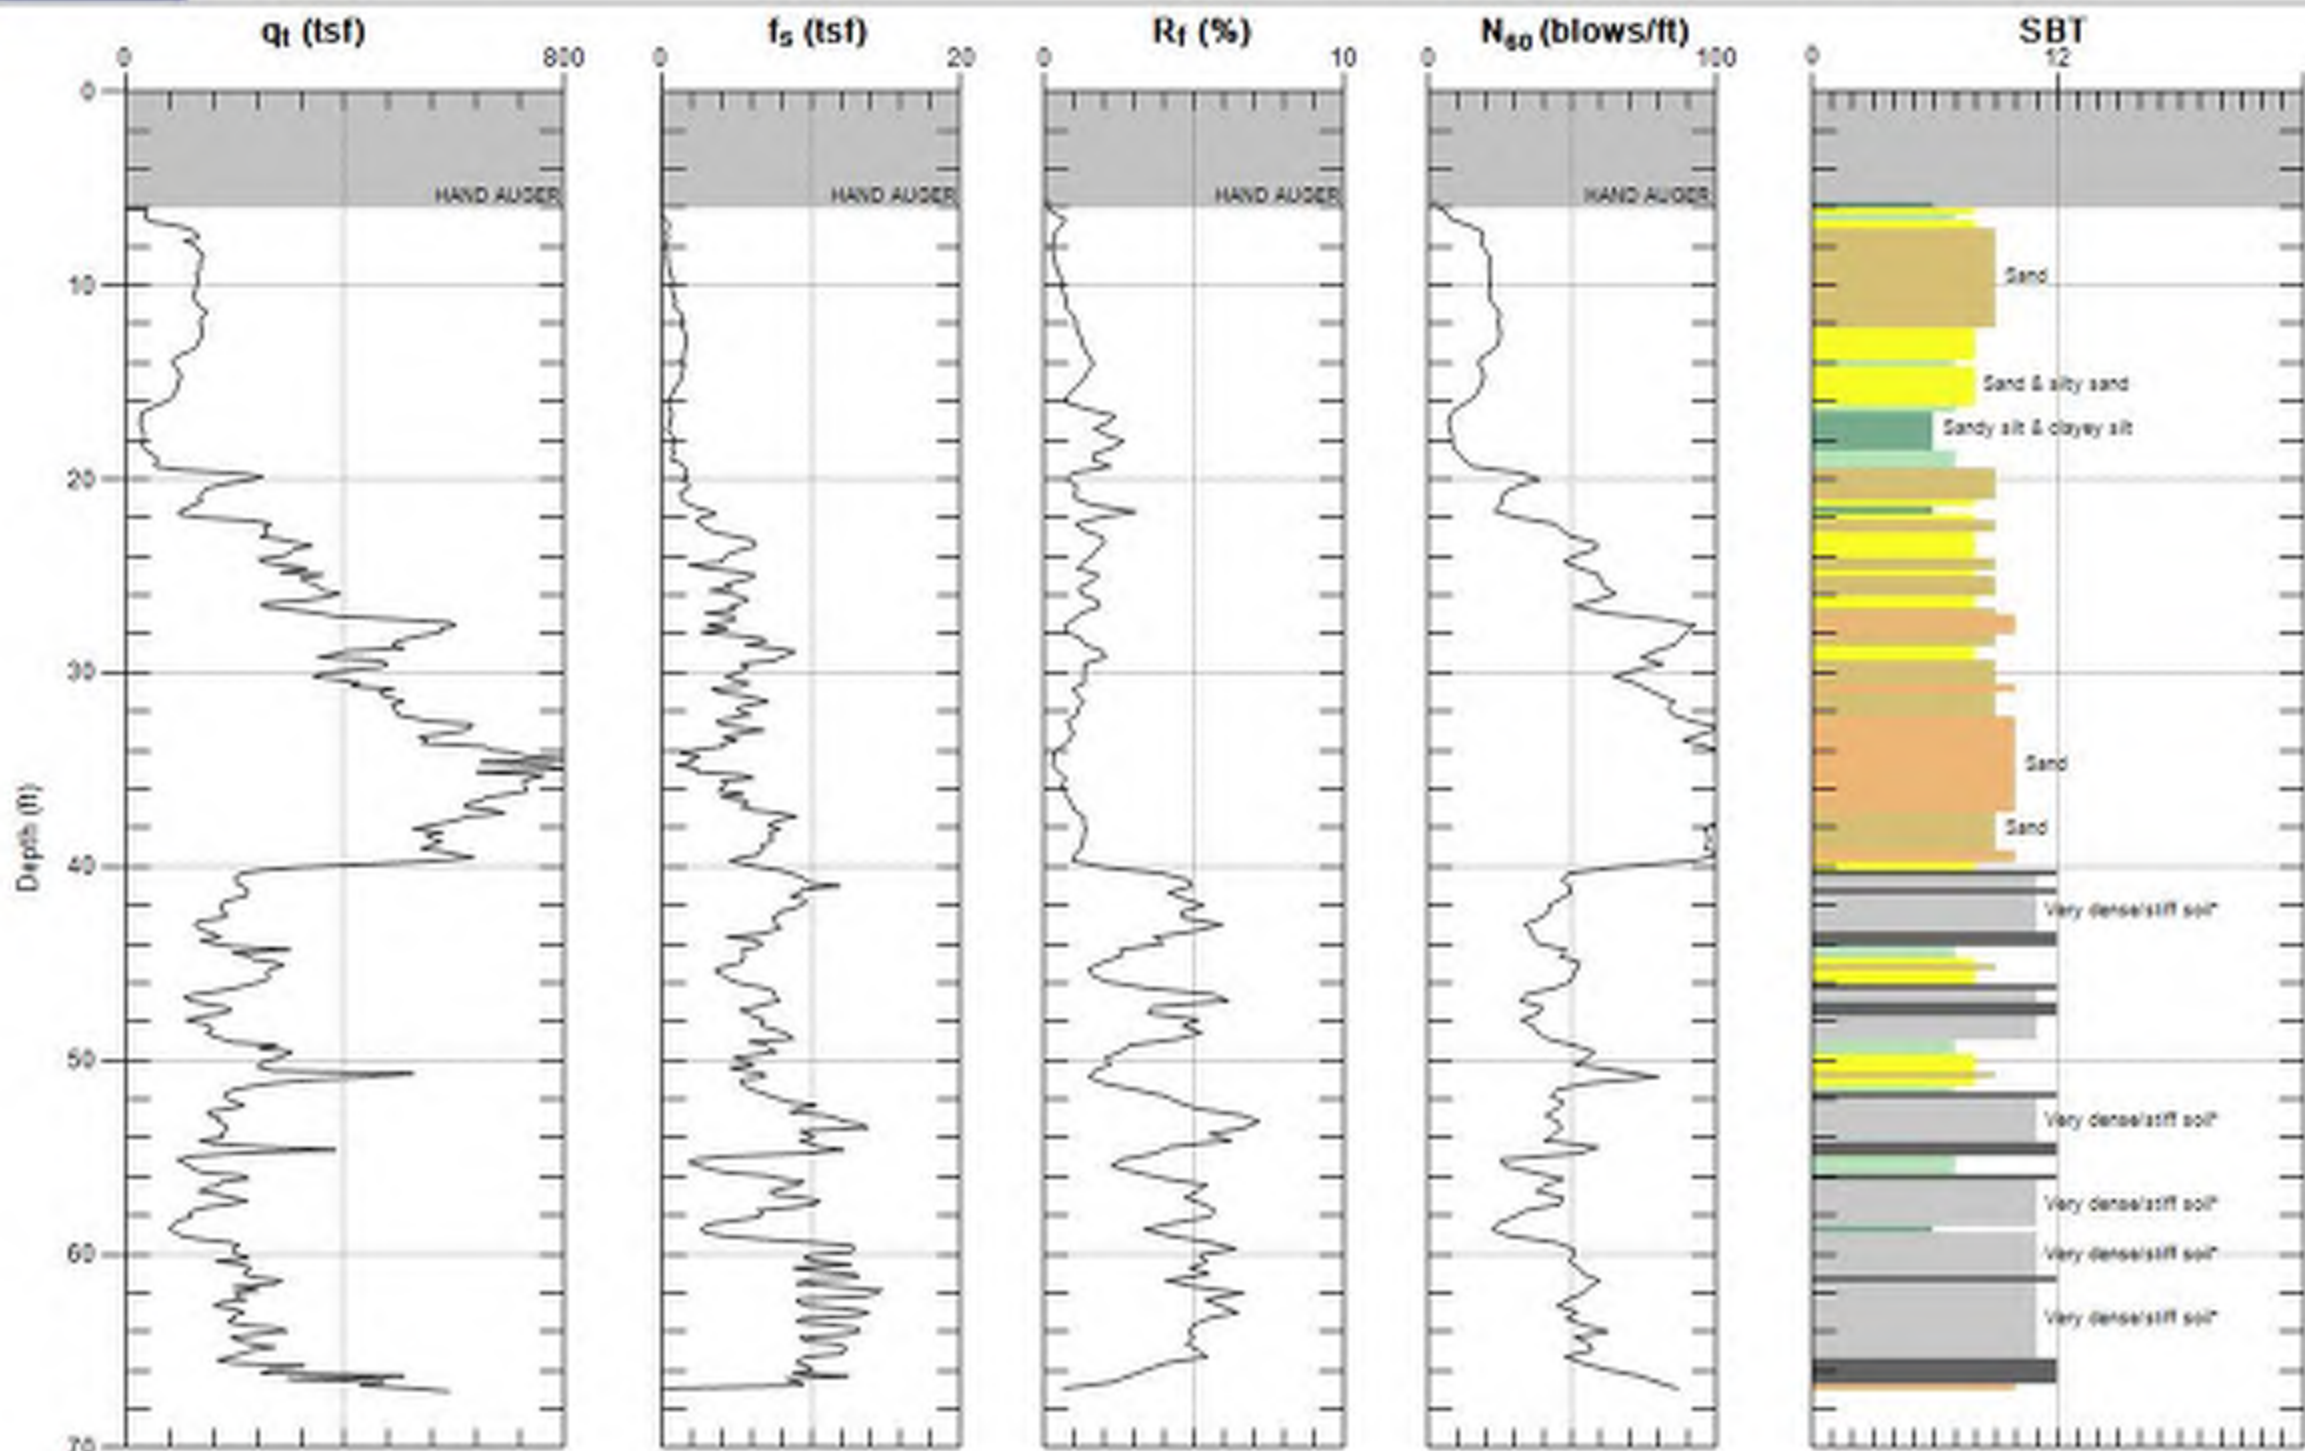 qt (tsf) fs (tsf) Rf (%) N60 (blows/ft) SBT
0 800 0 20 0 10 0 100 0 12
0
HAND AUGER HAND AUGER HAND AUGER HAND AUGER
10
Sand
Sand & silty sand
Sandy silt & clayey silt
20
30
Sand
Sand
Depth (ft)
40
Very dense/stiff soil*
50
Very dense/stiff soil*
Very dense/stiff soil*
60
Very dense/stiff soil*
Very dense/stiff soil*
70